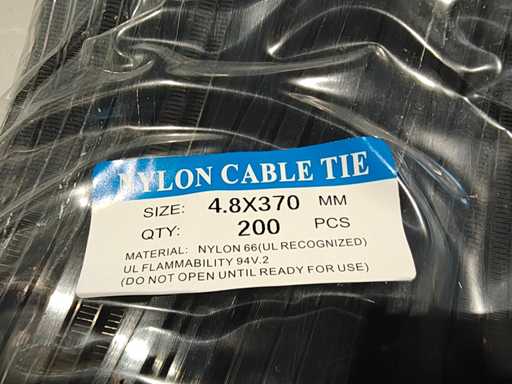 NYLON CABLE TIE
SIZE: 4.8X370 MM
QTY: 200 PCS
MATERIAL: NYLON 66(UL RECOGNIZED)
UL FLAMMABILITY 94V.2
(DO NOT OPEN UNTIL READY FOR USE)